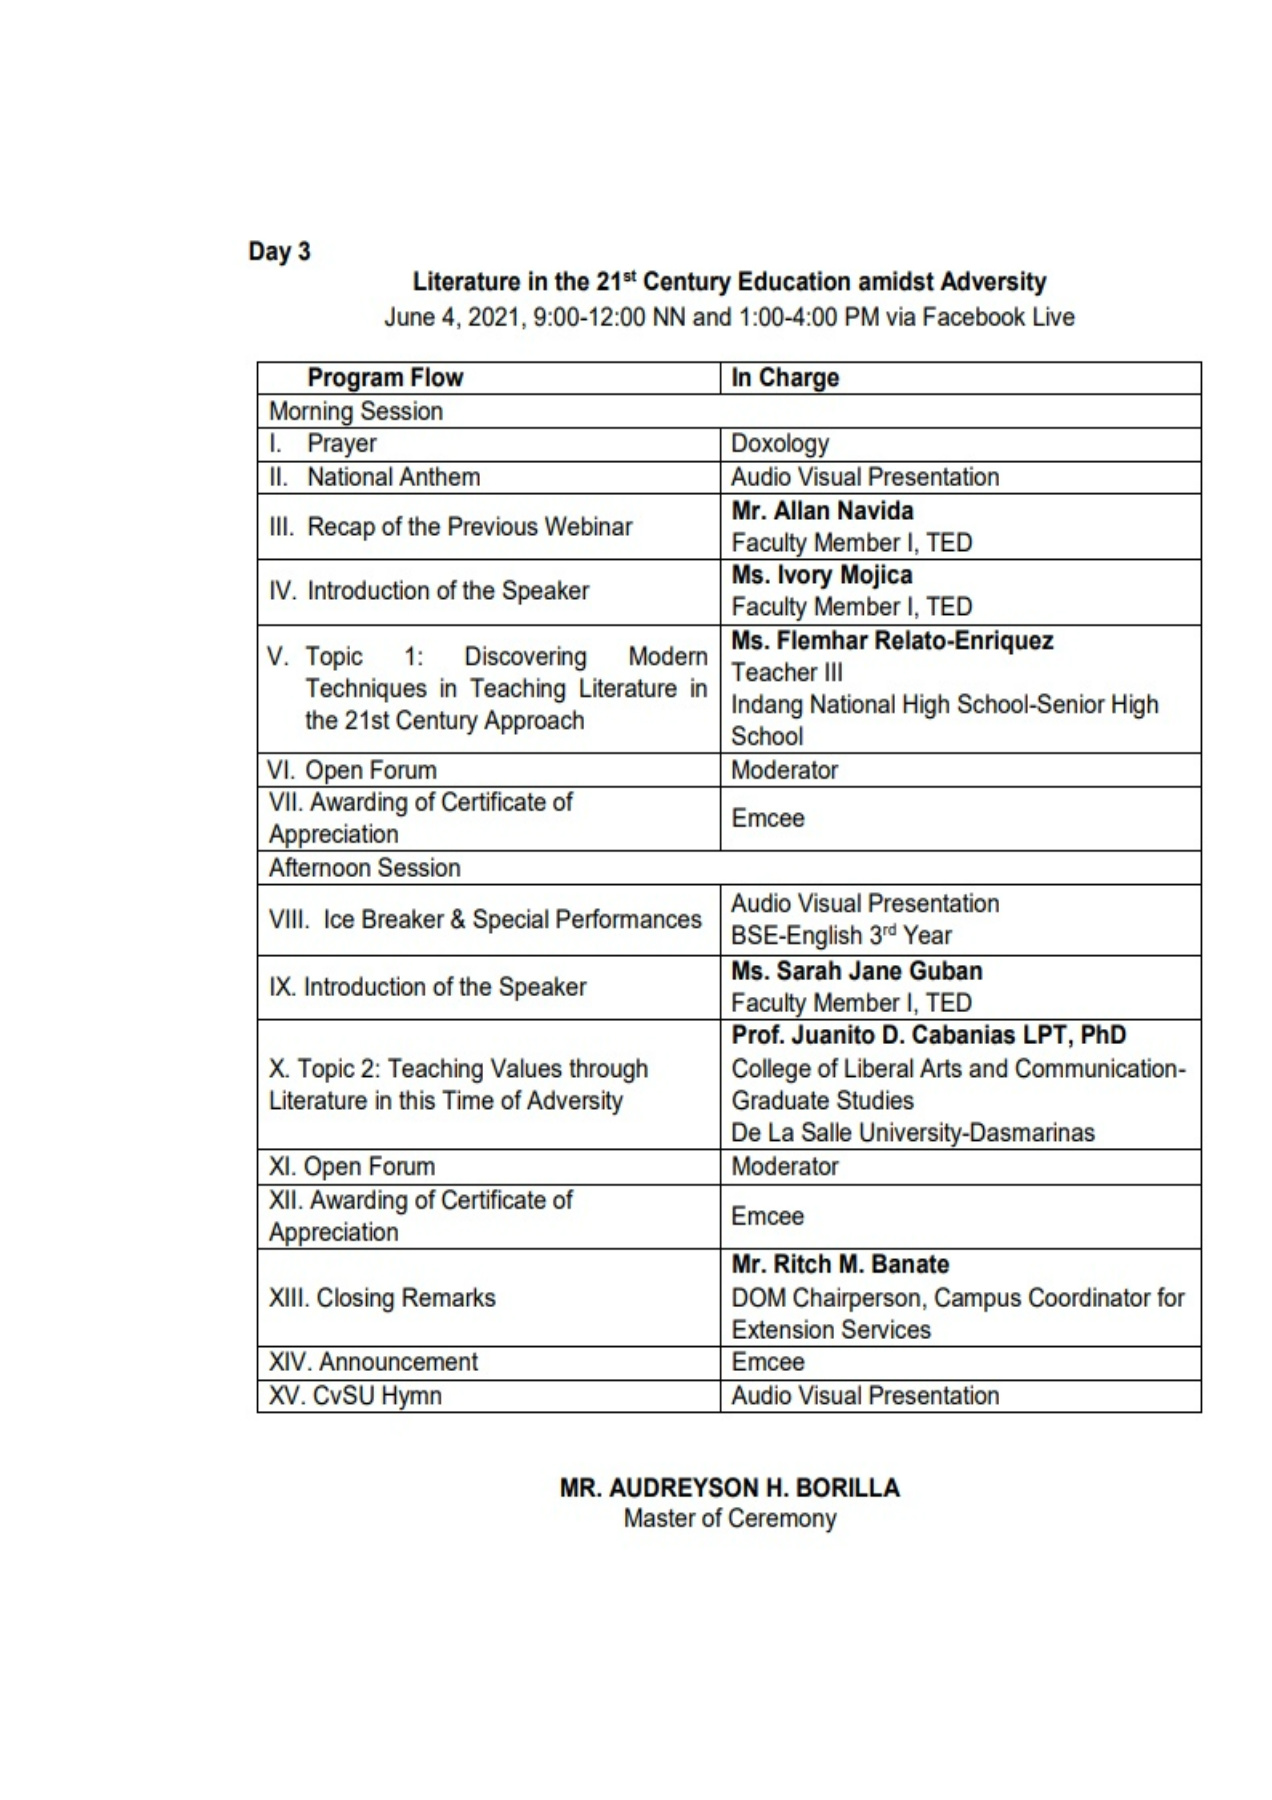 Day 3
Literature in the 21st Century Education amidst Adversity
June 4, 2021, 9:00-12:00 NN and 1:00-4:00 PM via Facebook Live
Program Flow
In Charge
Morning Session
I. Prayer
Doxology
II. National Anthem
Audio Visual Presentation
III. Recap of the Previous Webinar
Mr. Allan Navida
Faculty Member I, TED
IV. Introduction of the Speaker
Ms. Ivory Mojica
Faculty Member I, TED
V. Topic 1: Discovering Modern
Techniques in Teaching Literature in
the 21st Century Approach
Ms. Flemhar Relato-Enriquez
Teacher III
Indang National High School-Senior High
School
VI. Open Forum
Moderator
VII. Awarding of Certificate of
Appreciation
Emcee
Afternoon Session
VIII. Ice Breaker & Special Performances
Audio Visual Presentation
BSE-English 3rd Year
IX. Introduction of the Speaker
Ms. Sarah Jane Guban
Faculty Member I, TED
X. Topic 2: Teaching Values through
Literature in this Time of Adversity
Prof. Juanito D. Cabanias LPT, PhD
College of Liberal Arts and Communication-
Graduate Studies
De La Salle University-Dasmarinas
XI. Open Forum
Moderator
XII. Awarding of Certificate of
Appreciation
Emcee
XIII. Closing Remarks
Mr. Ritch M. Banate
DOM Chairperson, Campus Coordinator for
Extension Services
XIV. Announcement
Emcee
XV. CvSU Hymn
Audio Visual Presentation
MR. AUDREYSON H. BORILLA
Master of Ceremony